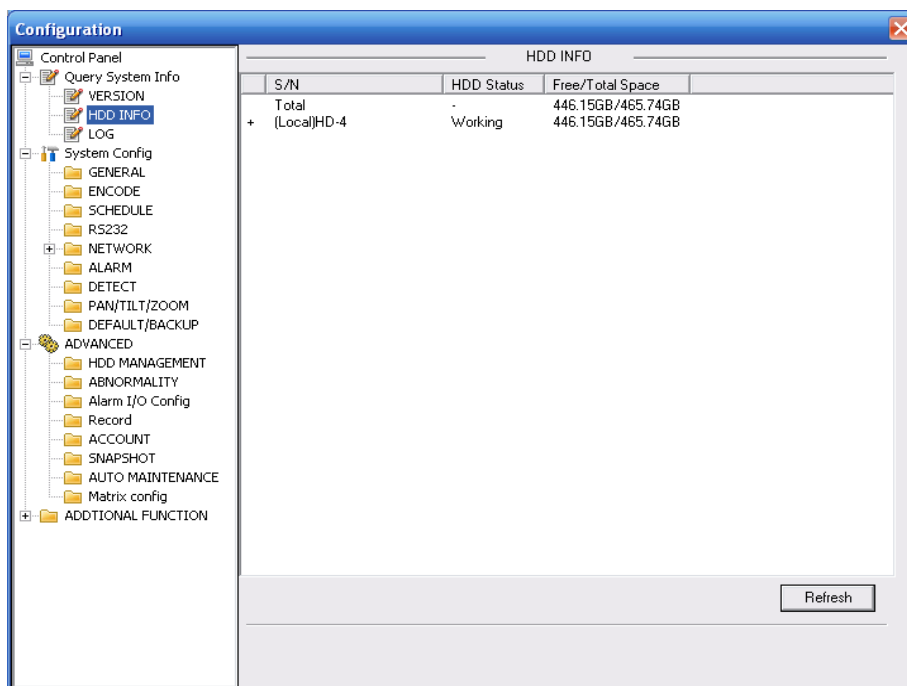 Configuration
Control Panel
Query System Info
VERSION
HDD INFO
LOG
System Config
GENERAL
ENCODE
SCHEDULE
RS232
NETWORK
ALARM
DETECT
PAN/TILT/ZOOM
DEFAULT/BACKUP
ADVANCED
HDD MANAGEMENT
ABNORMALITY
Alarm I/O Config
Record
ACCOUNT
SNAPSHOT
AUTO MAINTENANCE
Matrix config
ADDTIONAL FUNCTION
HDD INFO
S/N HDD Status Free/Total Space
Total - 446.15GB/465.74GB
+ (Local)HD-4 Working 446.15GB/465.74GB
Refresh